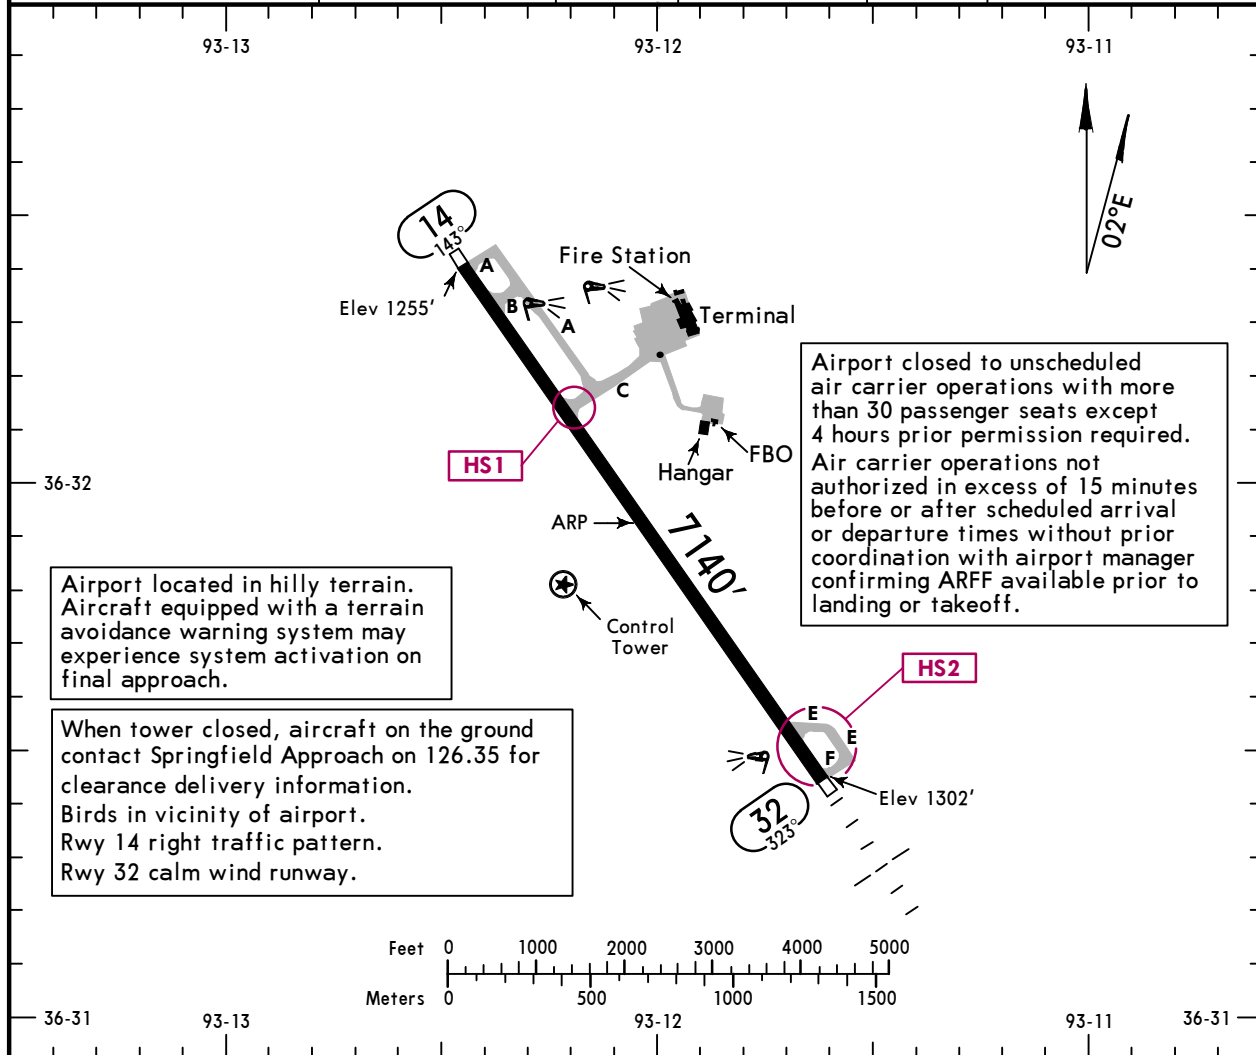 93-13
93-12
93-11
02°E
14
143°
A
Fire Station
Elev 1255'
B
A
Terminal
C
Airport closed to unscheduled
air carrier operations with more
than 30 passenger seats except
4 hours prior permission required.
Air carrier operations not
authorized in excess of 15 minutes
before or after scheduled arrival
or departure times without prior
coordination with airport manager
confirming ARFF available prior to
landing or takeoff.
HS1
FBO
Hangar
36-32
ARP
7140'
Airport located in hilly terrain.
Aircraft equipped with a terrain
avoidance warning system may
experience system activation on
final approach.
Control
Tower
HS2
When tower closed, aircraft on the ground
contact Springfield Approach on 126.35 for
clearance delivery information.
Birds in vicinity of airport.
Rwy 14 right traffic pattern.
Rwy 32 calm wind runway.
E
E
F
Elev 1302'
32
323°
Feet 0 1000 2000 3000 4000 5000
Meters 0 500 1000 1500
36-31
93-13
93-12
93-11
36-31